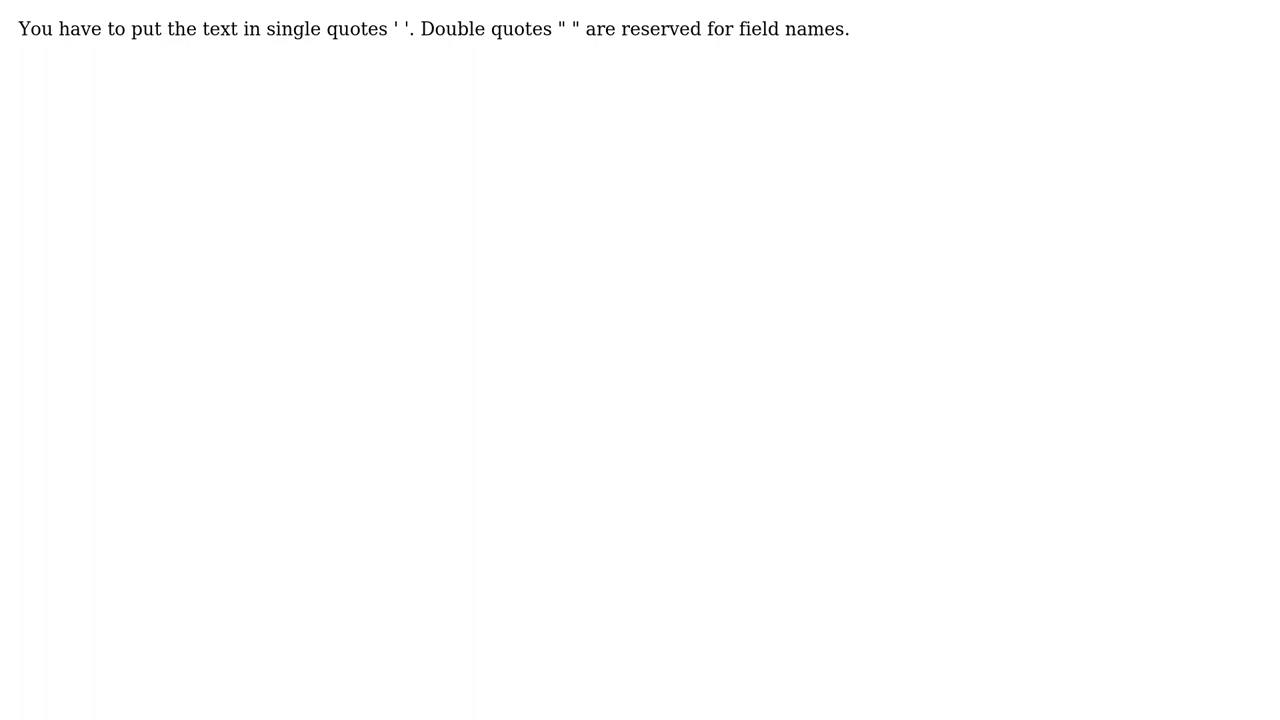 You have to put the text in single quotes ' '. Double quotes " " are reserved for field names.